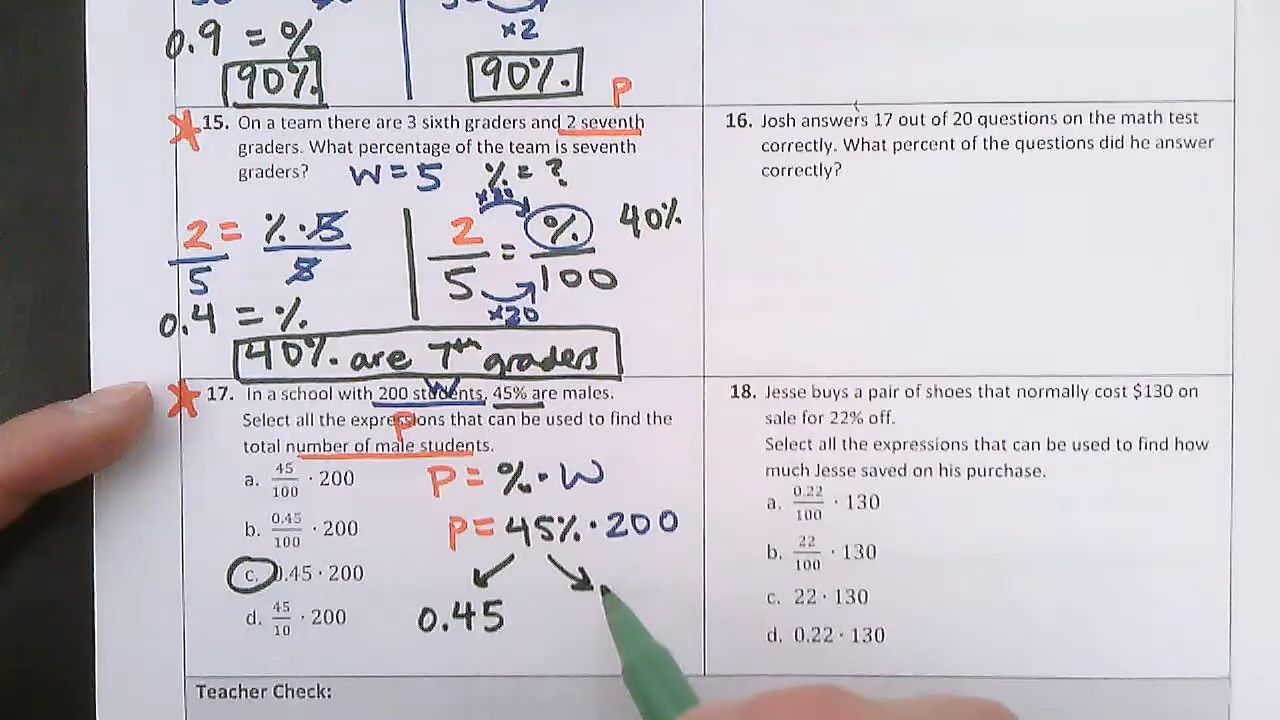 0.9 = %
90%
×2
90%.
P
15. On a team there are 3 sixth graders and 2 seventh
graders. What percentage of the team is seventh
graders? W = 5 % = ?
2 = % · 5
5 5
0.4 = %
×20
2 = %
5 100
×20
40%
40% are 7th graders
16. Josh answers 17 out of 20 questions on the math test
correctly. What percent of the questions did he answer
correctly?
17. In a school with 200 students, 45% are males.
W
Select all the expressions that can be used to find the
P
total number of male students.
a. 45/100 · 200
b. 0.45/100 · 200
c. 0.45 · 200
d. 45/10 · 200
P = % · W
P = 45% · 200
0.45
18. Jesse buys a pair of shoes that normally cost $130 on
sale for 22% off.
Select all the expressions that can be used to find how
much Jesse saved on his purchase.
a. 0.22/100 · 130
b. 22/100 · 130
c. 22 · 130
d. 0.22 · 130
Teacher Check: